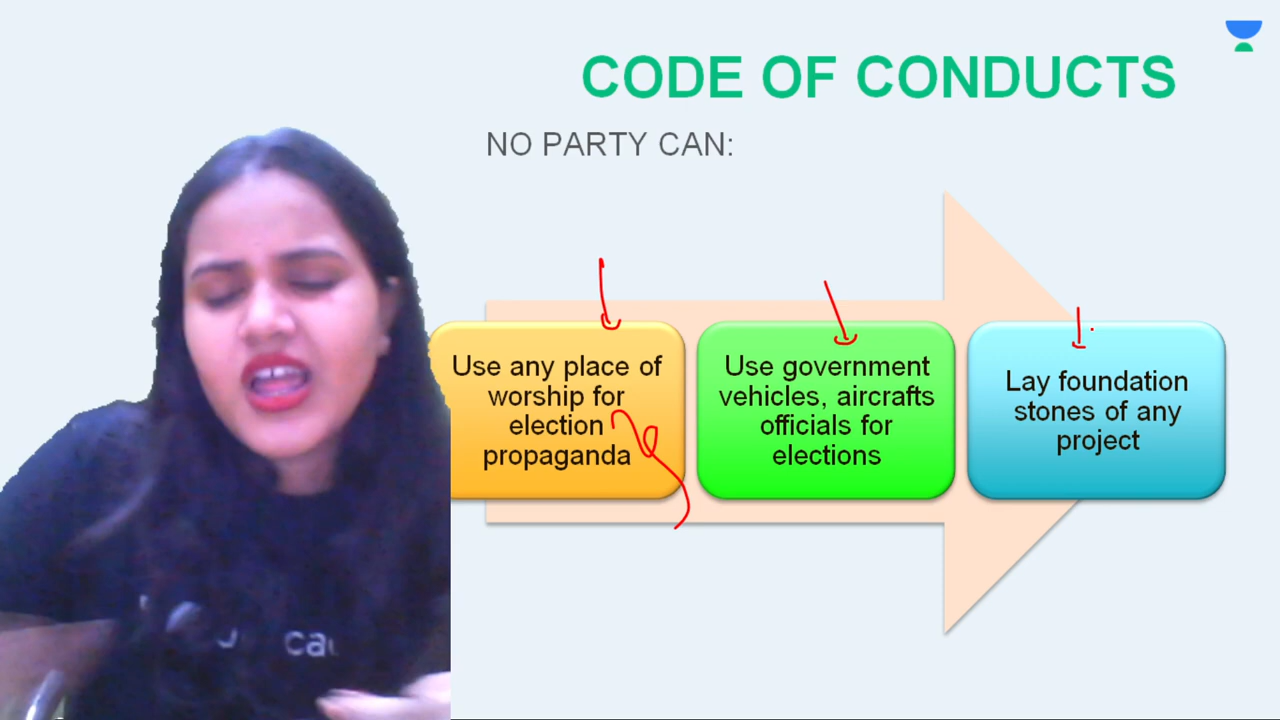 CODE OF CONDUCTS
NO PARTY CAN:
Use any place of
worship for
election
propaganda
Use government
vehicles, aircrafts
officials for
elections
Lay foundation
stones of any
project